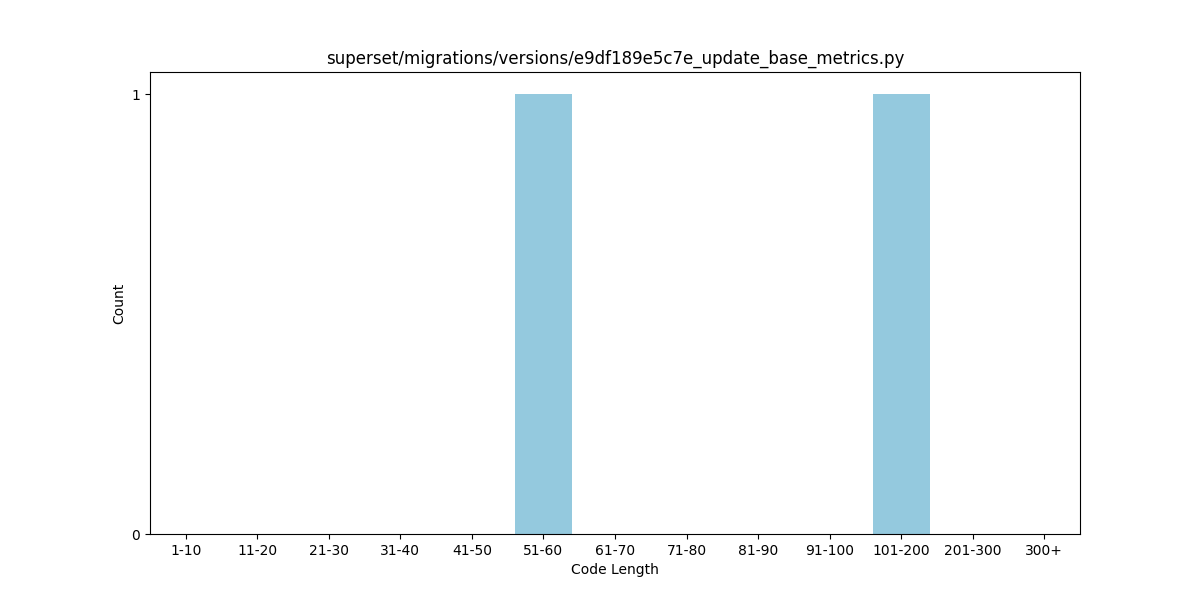 superset/migrations/versions/e9df189e5c7e_update_base_metrics.py
1
Count
0
1-10 11-20 21-30 31-40 41-50 51-60 61-70 71-80 81-90 91-100 101-200 201-300 300+
Code Length